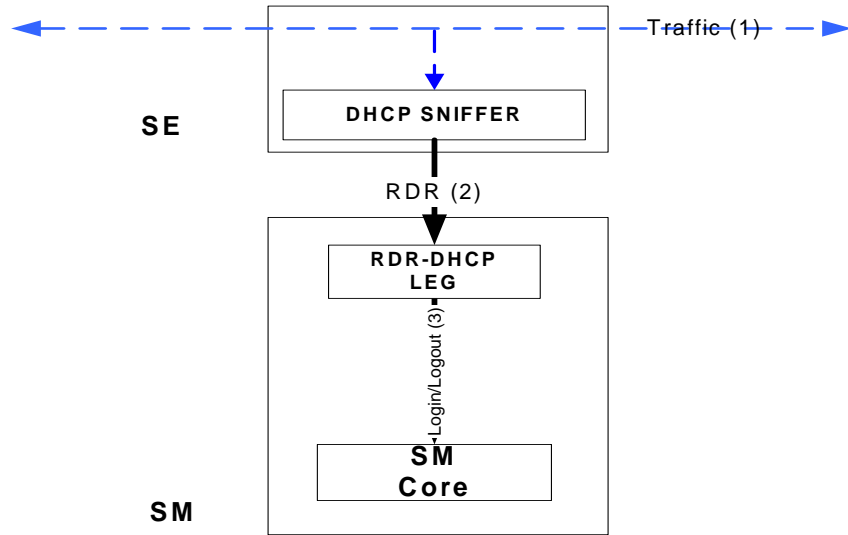 Traffic (1)
DHCP SNIFFER
SE
RDR (2)
RDR-DHCP
LEG
Login/Logout (3)
SM
Core
SM